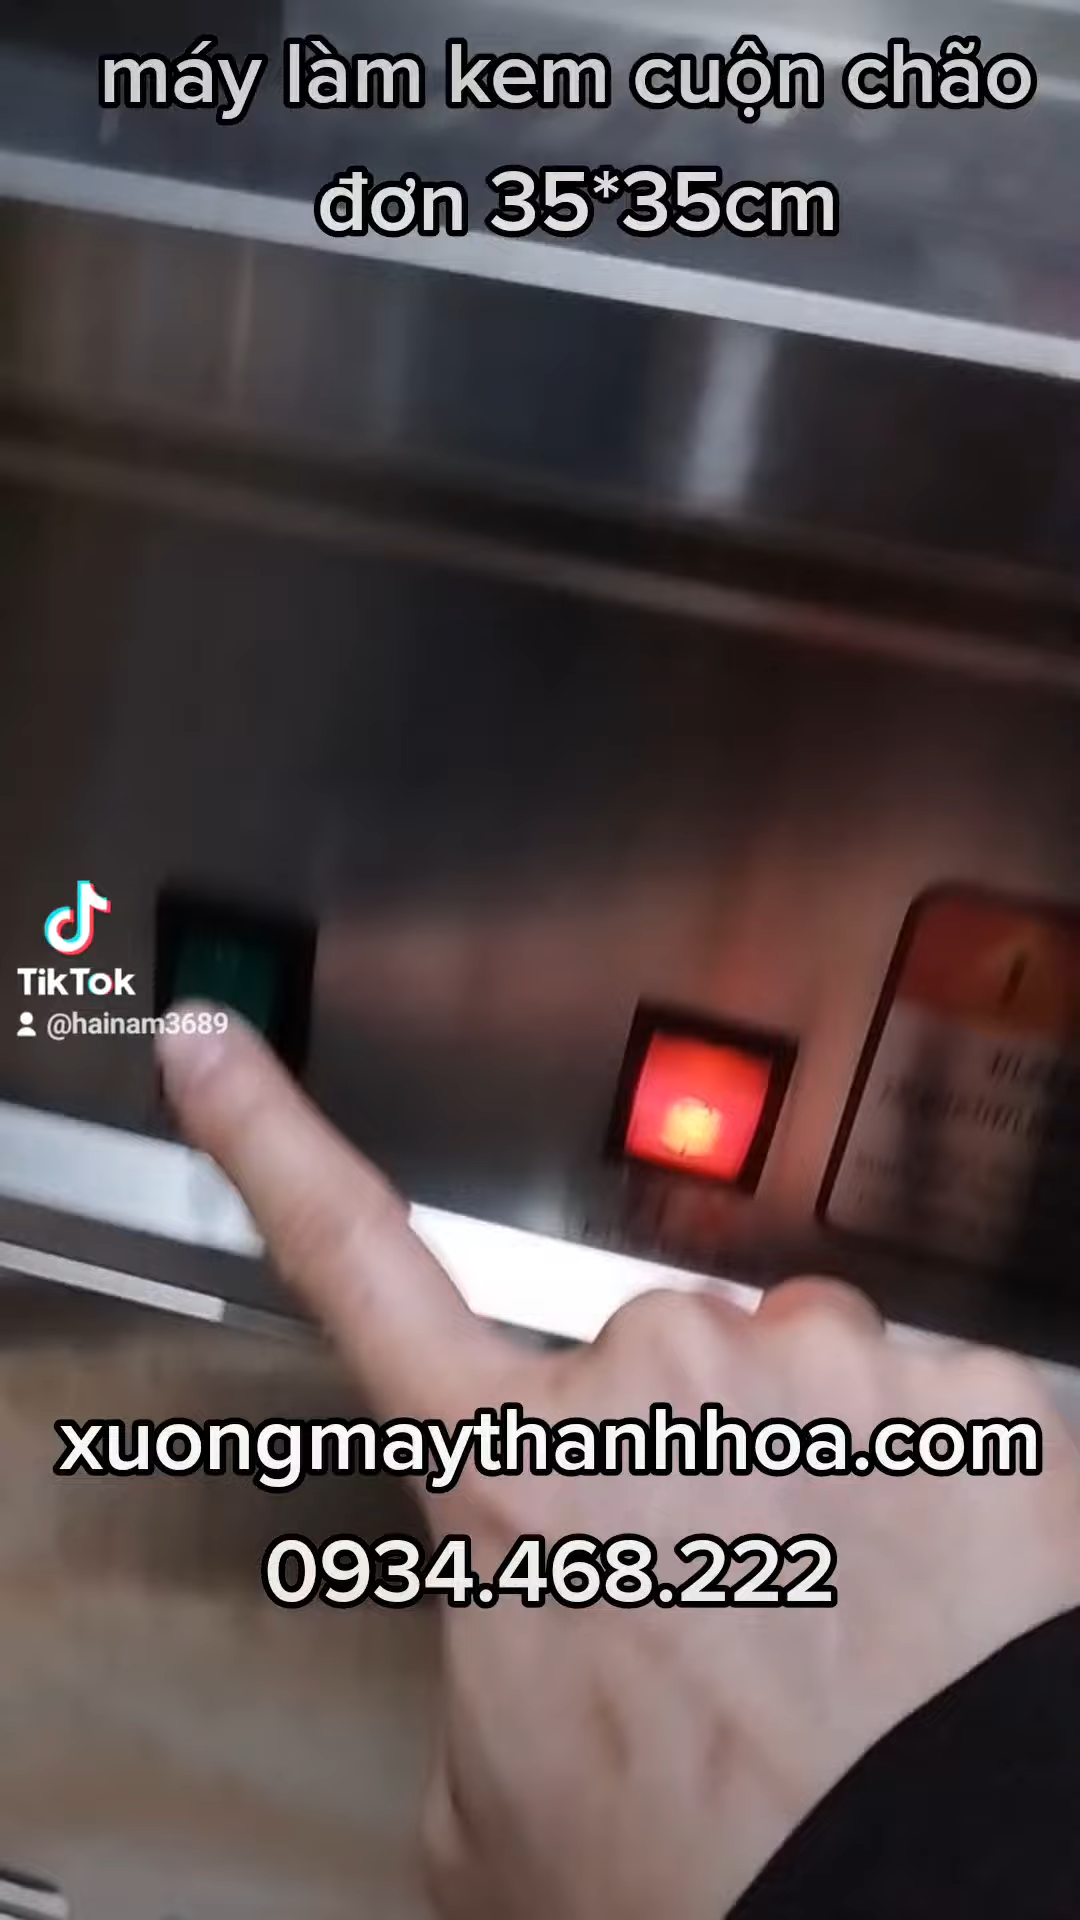 máy làm kem cuộn chão
đơn 35*35cm
TikTok
@hainam3689
xuongmaythanhhoa.com
0934.468.222